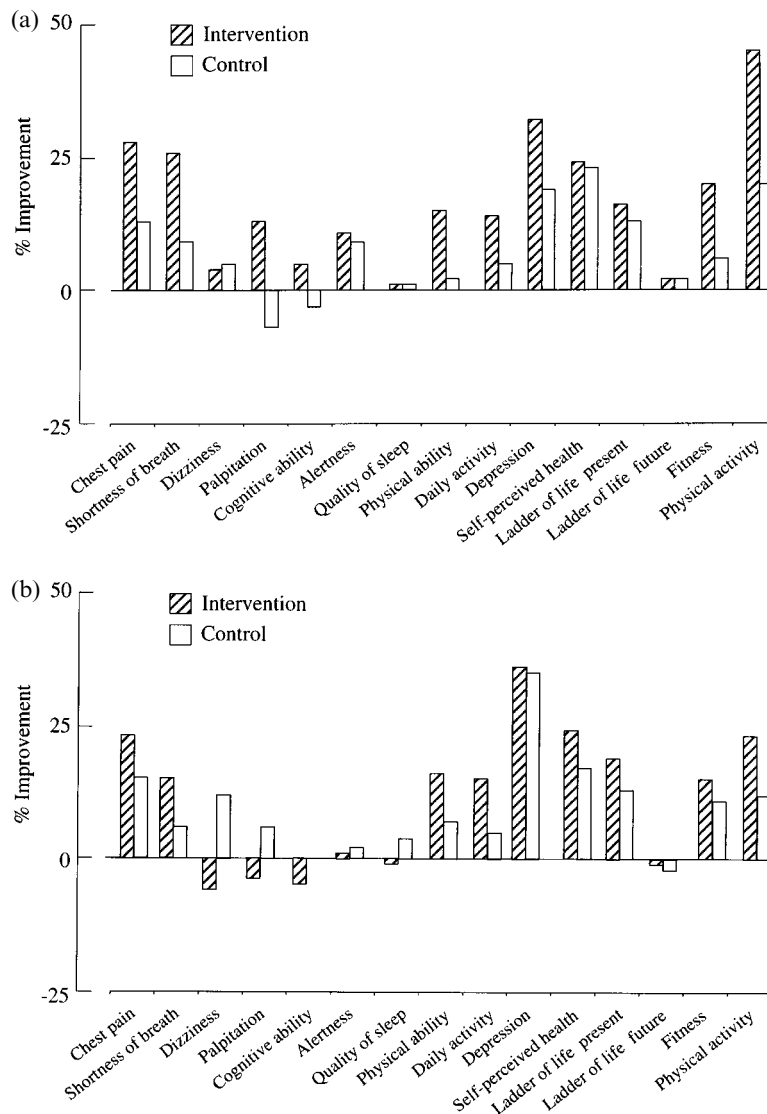 (a)
50
Intervention
Control
% Improvement
25
0
-25
Chest pain
Shortness of breath
Dizziness
Palpitation
Cognitive ability
Alertness
Quality of sleep
Physical ability
Daily activity
Depression
Self-perceived health
Ladder of life present
Ladder of life future
Fitness
Physical activity
(b)
50
Intervention
Control
% Improvement
25
0
-25
Chest pain
Shortness of breath
Dizziness
Palpitation
Cognitive ability
Alertness
Quality of sleep
Physical ability
Daily activity
Depression
Self-perceived health
Ladder of life present
Ladder of life future
Fitness
Physical activity